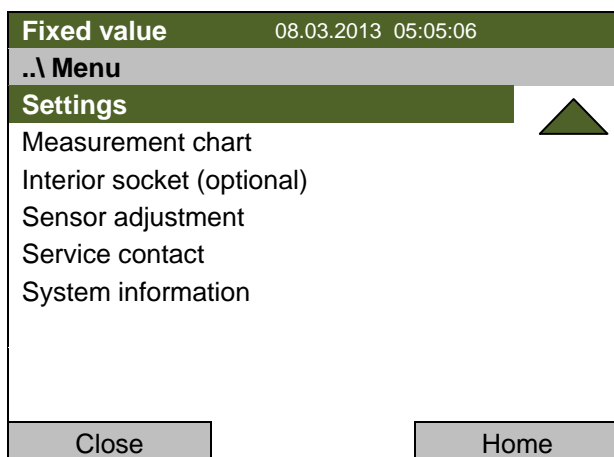 Fixed value 08.03.2013 05:05:06
..\ Menu
Settings
Measurement chart
Interior socket (optional)
Sensor adjustment
Service contact
System information
Close Home